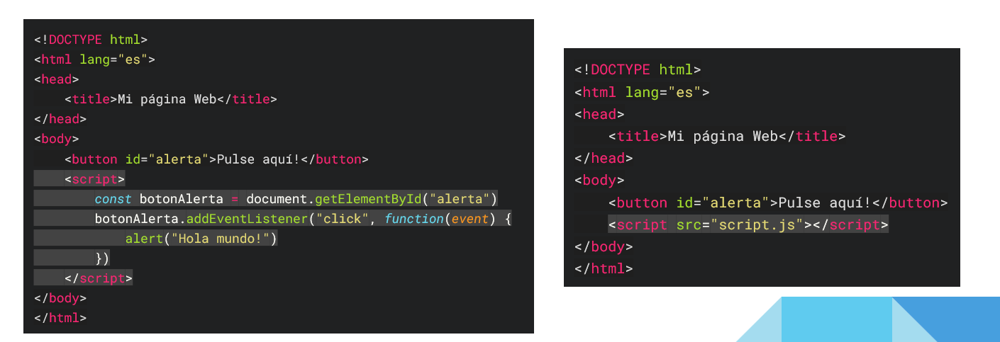 <!DOCTYPE html>
<html lang="es">
<head>
    <title>Mi página Web</title>
</head>
<body>
    <button id="alerta">Pulse aquí!</button>
    <script>
        const botonAlerta = document.getElementById("alerta")
        botonAlerta.addEventListener("click", function(event) {
            alert("Hola mundo!")
        })
    </script>
</body>
</html>
<!DOCTYPE html>
<html lang="es">
<head>
    <title>Mi página Web</title>
</head>
<body>
    <button id="alerta">Pulse aquí!</button>
    <script src="script.js"></script>
</body>
</html>